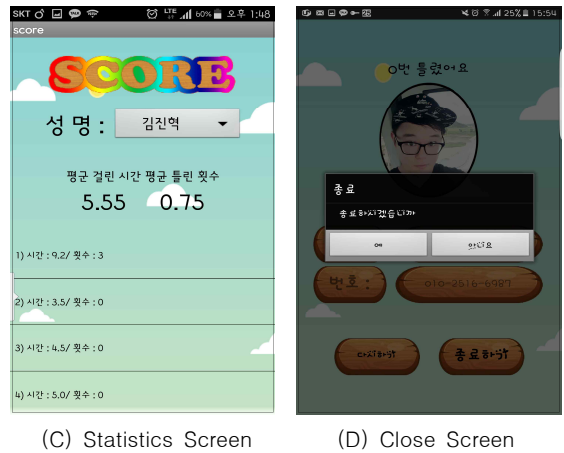 SKT LTE 60% 오후 1:48
score
SCORE
성 명 : 김진혁
평균 걸린 시간 평균 틀린 횟수
5.55 0.75
1) 시간 : 9.2/ 횟수 : 3
2) 시간 : 3.5/ 횟수 : 0
3) 시간 : 4.5/ 횟수 : 0
4) 시간 : 5.0/ 횟수 : 0
(C) Statistics Screen
25% 15:54
0번 틀렸어요
종료
종료하시겠습니까
예 아니요
번호 : 010-2516-6987
다시하기 종료하기
(D) Close Screen